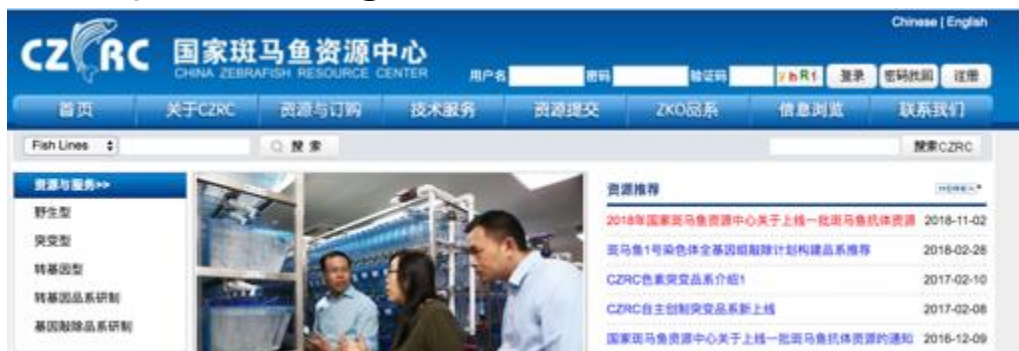 Chinese | English
CZRC 国家斑马鱼资源中心
CHINA ZEBRAFISH RESOURCE CENTER
用户名 密码 验证码 登录 密码找回 注册
首页 关于CZRC 资源与订购 技术服务 资源提交 ZKO品系 信息浏览 联系我们
Fish Lines 搜索 搜索CZRC
资源与服务>>
野生型
突变型
转基因型
转基因品系研制
基因敲除品系研制
资源推荐
2018年国家斑马鱼资源中心关于上线一批斑马鱼抗体资源 2018-11-02
斑马鱼1号染色体全基因组敲除计划构建品系推荐 2018-02-28
CZRC色素突变品系介绍1 2017-02-10
CZRC自主创制突变品系新上线 2017-02-08
国家斑马鱼资源中心关于上线一批斑马鱼抗体资源的通知 2016-12-09